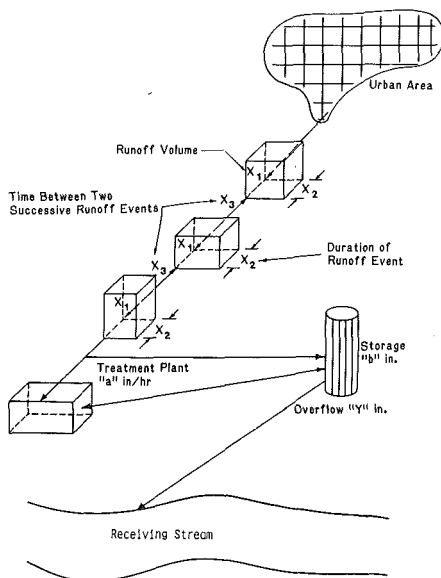 Urban Area
Runoff Volume
X₁
X₂
Time Between Two
Successive Runoff Events
X₃
X₁
X₃
X₂
Duration of
Runoff Event
X₁
X₂
Storage
"b" in.
Treatment Plant
"a" in/hr
Overflow "Y" in.
Receiving Stream